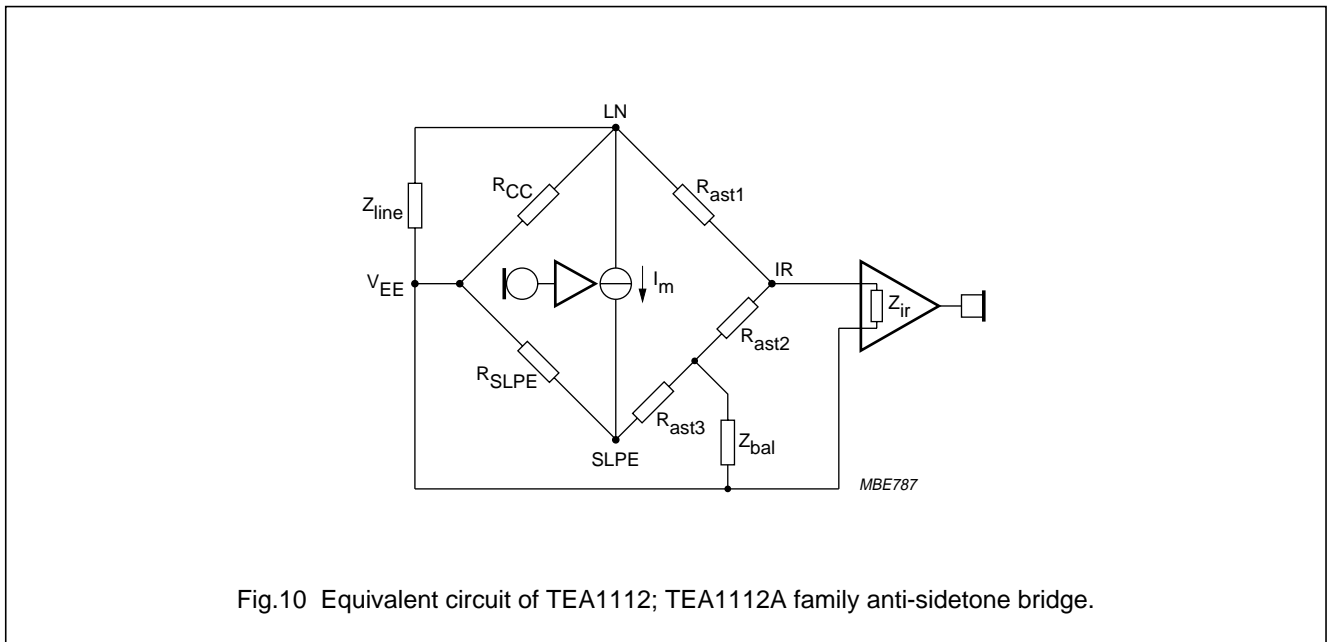 LN
R_CC
R_ast1
Z_line
V_EE
I_m
IR
Z_ir
R_SLPE
R_ast2
R_ast3
Z_bal
SLPE
MBE787
Fig.10 Equivalent circuit of TEA1112; TEA1112A family anti-sidetone bridge.